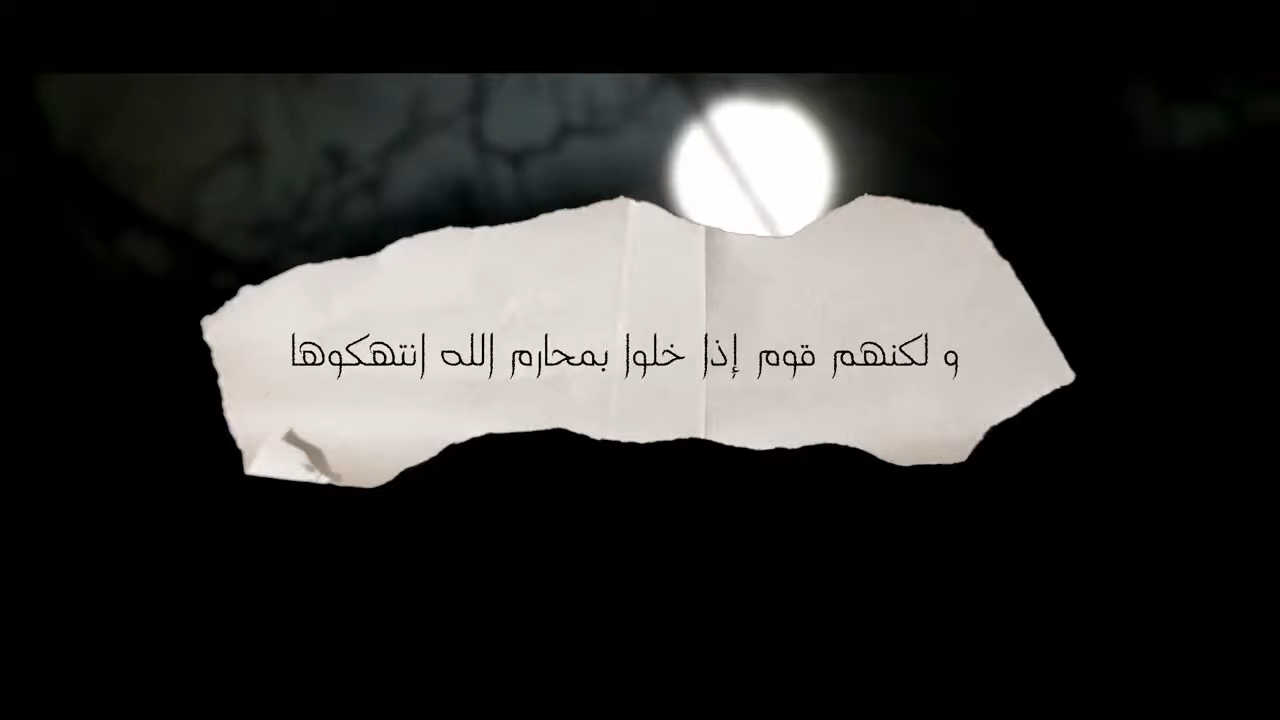 و لكنهم قوم إذا خلوا بمحارم الله انتهكوها